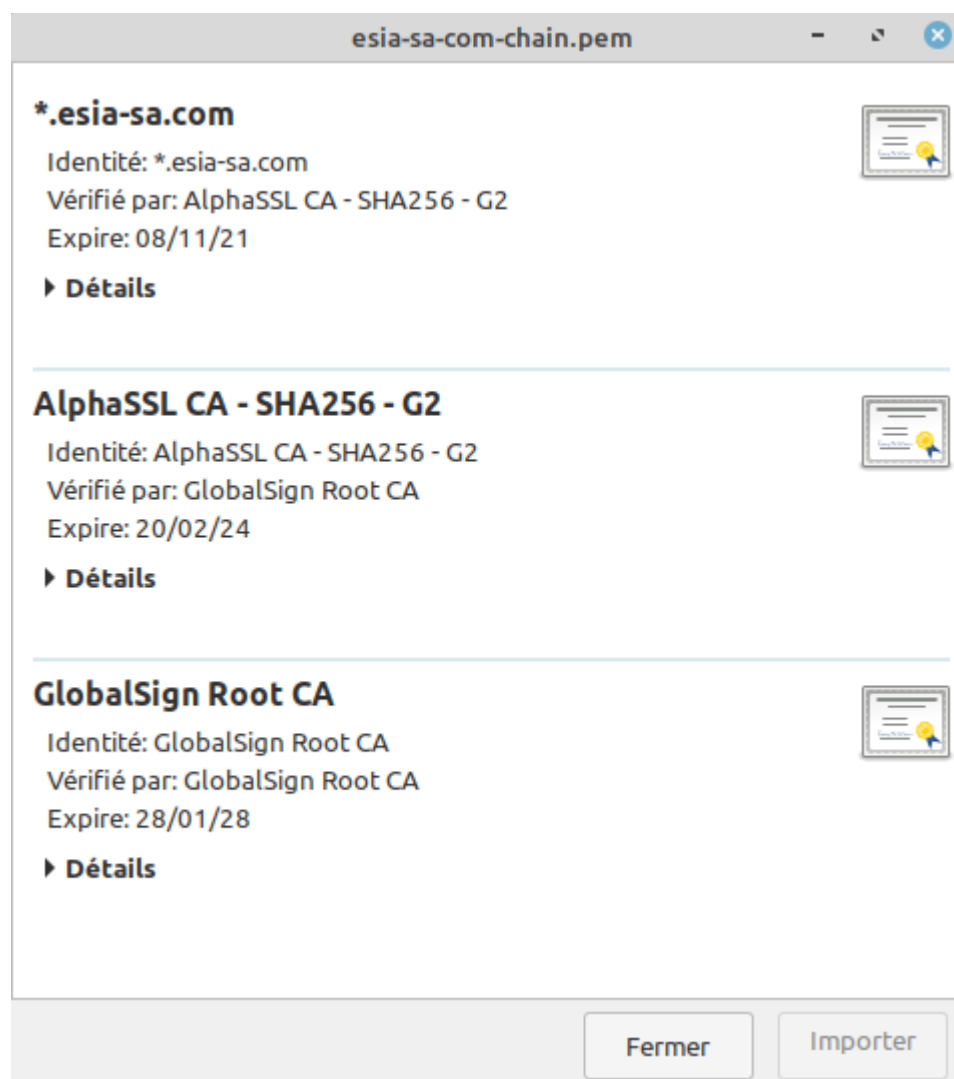 esia-sa-com-chain.pem
*.esia-sa.com
Identité: *.esia-sa.com
Vérifié par: AlphaSSL CA - SHA256 - G2
Expire: 08/11/21
Détails
AlphaSSL CA - SHA256 - G2
Identité: AlphaSSL CA - SHA256 - G2
Vérifié par: GlobalSign Root CA
Expire: 20/02/24
Détails
GlobalSign Root CA
Identité: GlobalSign Root CA
Vérifié par: GlobalSign Root CA
Expire: 28/01/28
Détails
Fermer
Importer